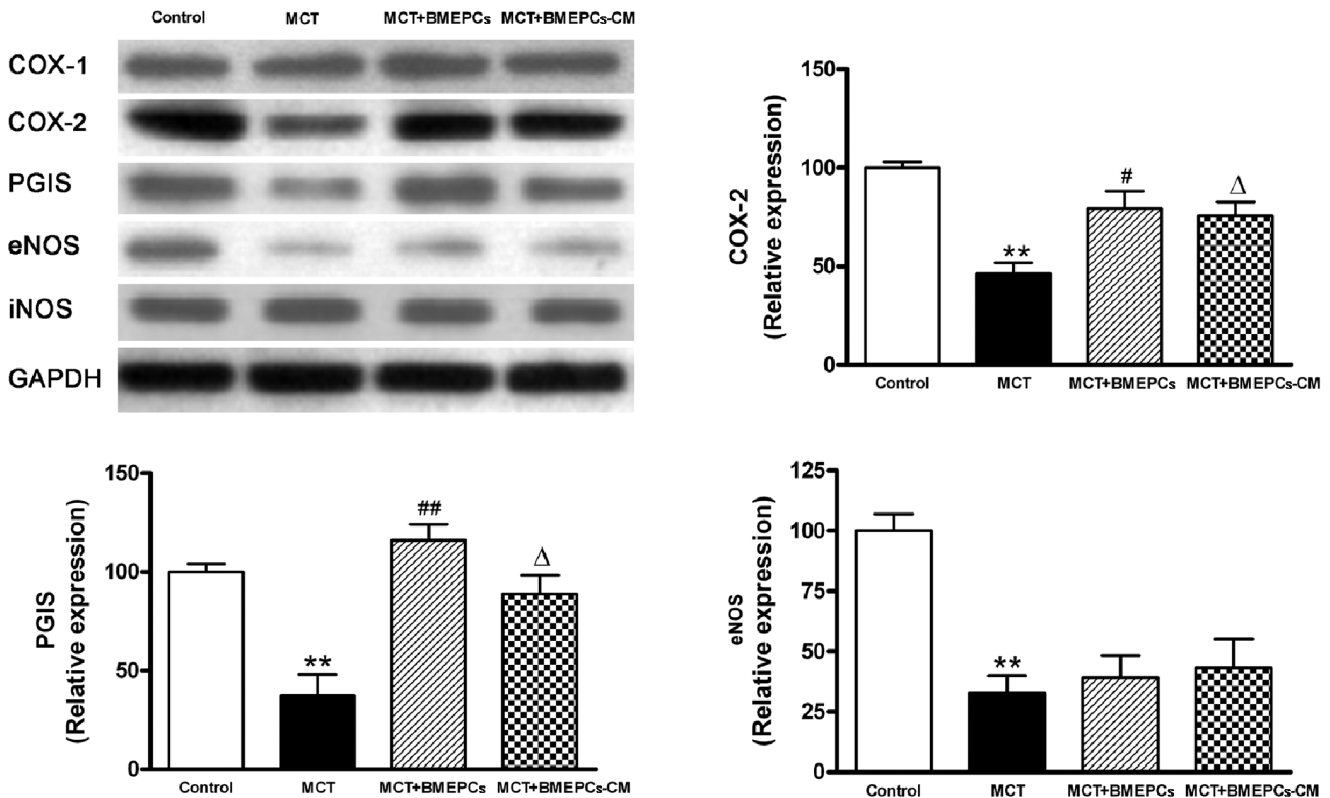 Control MCT MCT+BMEPCs MCT+BMEPCs-CM
COX-1
COX-2
PGIS
eNOS
iNOS
GAPDH
COX-2
(Relative expression)
150
100
50
0
**
#
Δ
Control MCT MCT+BMEPCs MCT+BMEPCs-CM
PGIS
(Relative expression)
150
100
50
0
**
##
Δ
Control MCT MCT+BMEPCs MCT+BMEPCs-CM
eNOS
(Relative expression)
125
100
75
50
25
0
**
Control MCT MCT+BMEPCs MCT+BMEPCs-CM